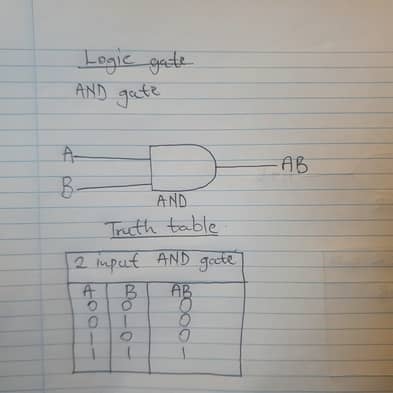 Logic gate
AND gate
A
AB
B
AND
Truth table
2 input AND gate
A B AB
0 0 0
0 1 0
1 0 0
1 1 1